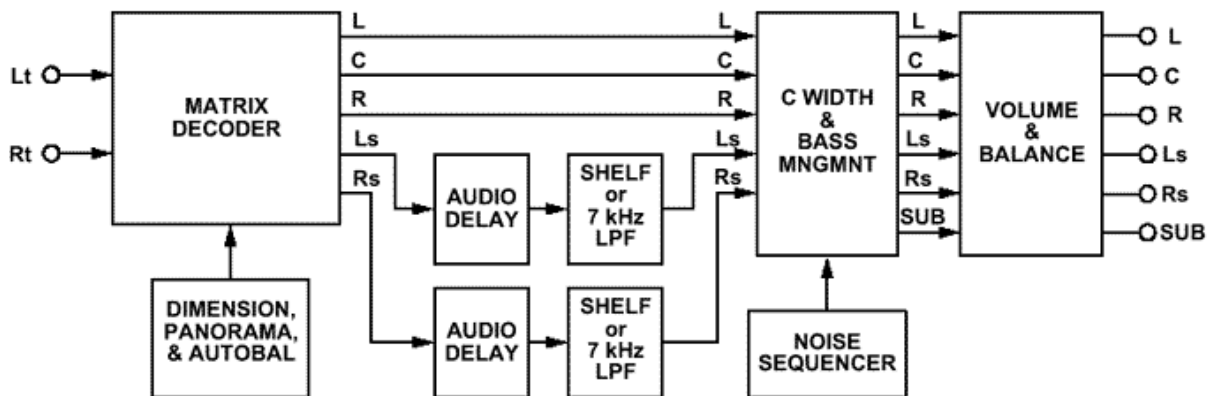 Lt
Rt
MATRIX
DECODER
DIMENSION,
PANORAMA,
& AUTOBAL
L
C
R
Ls
Rs
AUDIO
DELAY
SHELF
or
7 kHz
LPF
AUDIO
DELAY
SHELF
or
7 kHz
LPF
L
C
R
Ls
Rs
C WIDTH
&
BASS
MNGMNT
NOISE
SEQUENCER
L
C
R
Ls
Rs
SUB
VOLUME
&
BALANCE
L
C
R
Ls
Rs
SUB